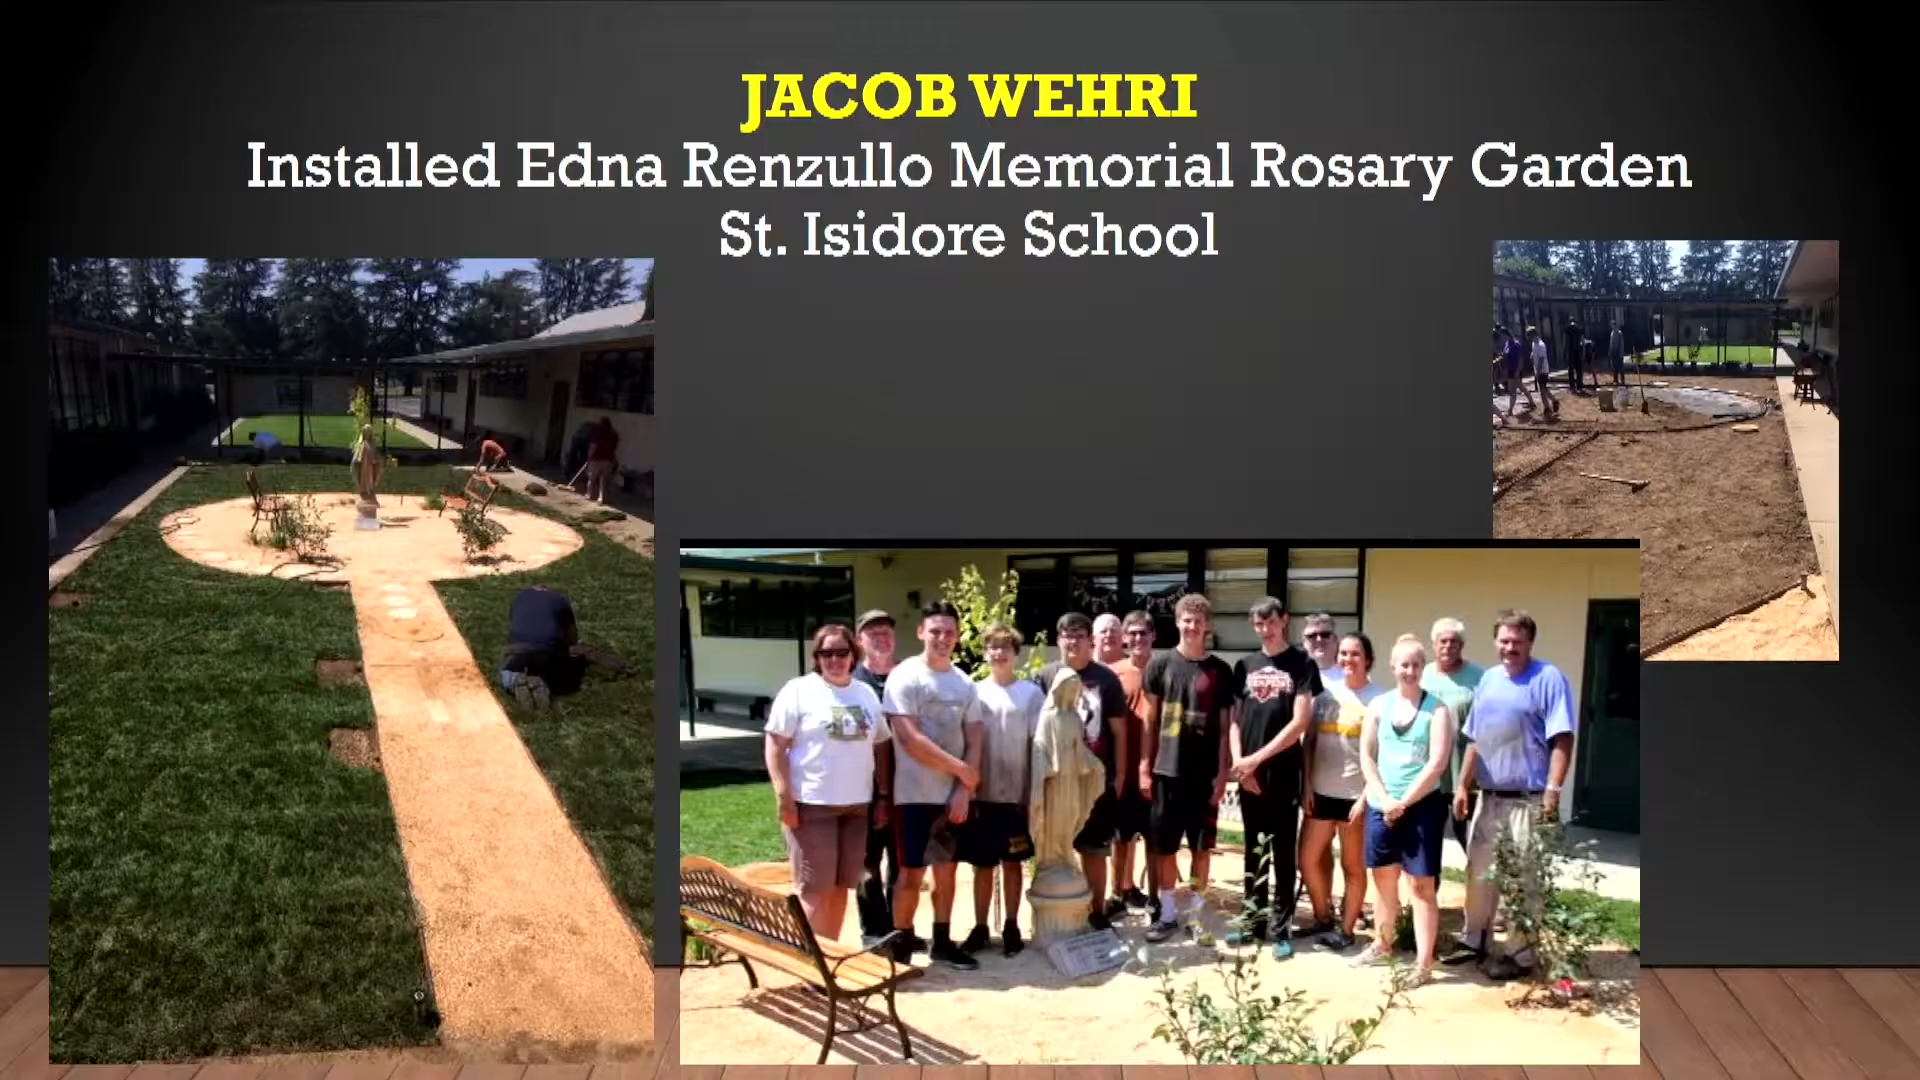 JACOB WEHRI
Installed Edna Renzullo Memorial Rosary Garden
St. Isidore School